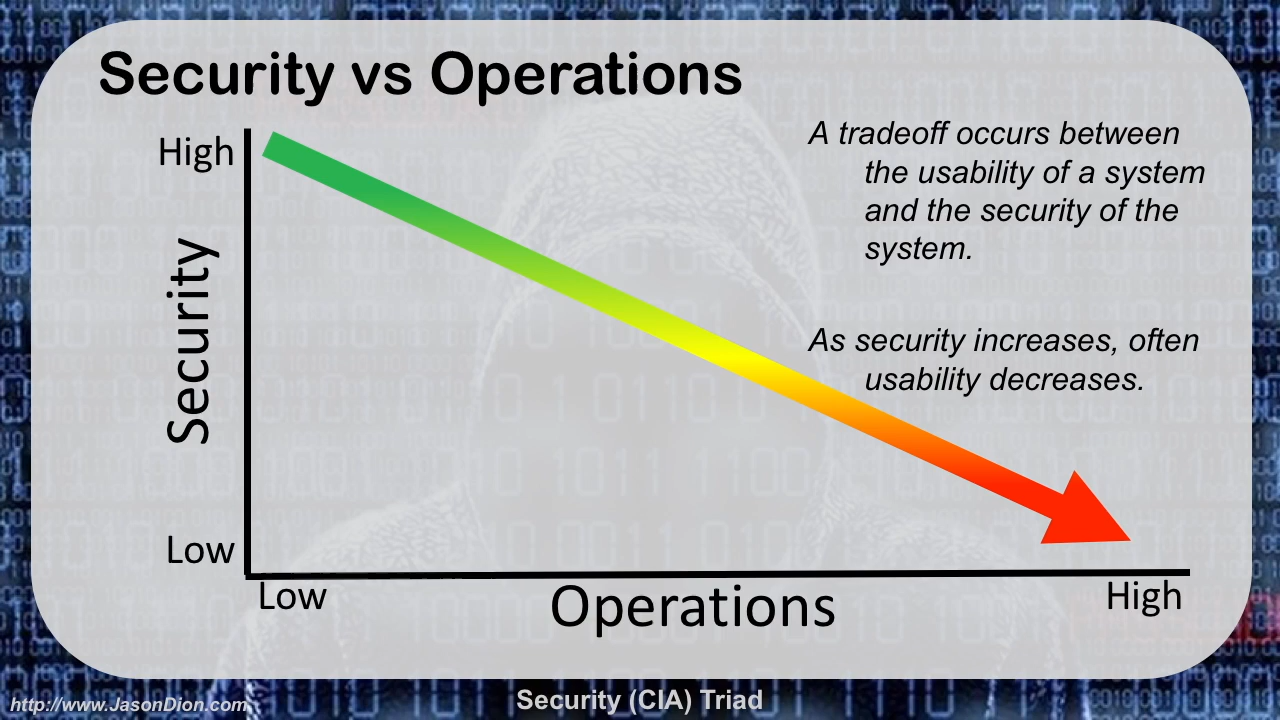 Security vs Operations
High
Security
Low
Low
Operations
High
A tradeoff occurs between
the usability of a system
and the security of the
system.
As security increases, often
usability decreases.
http://www.JasonDion.com
Security (CIA) Triad